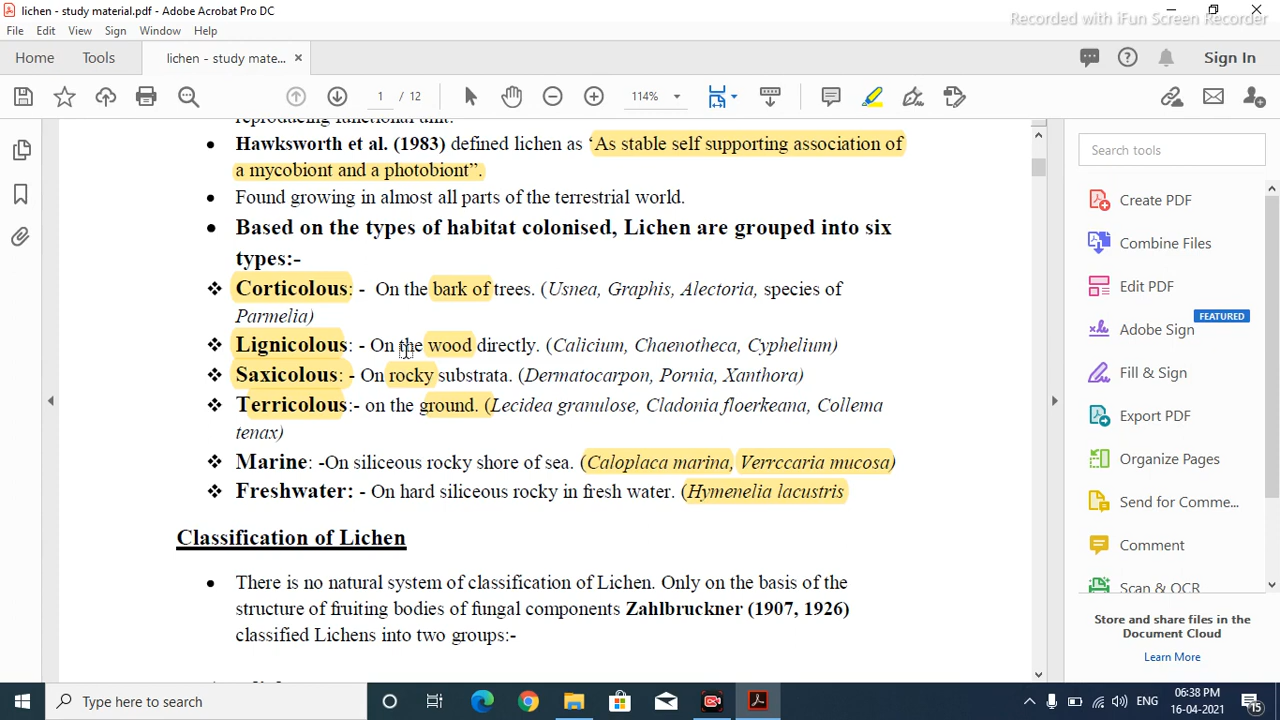 lichen - study material.pdf - Adobe Acrobat Pro DC
Recorded with iFun Screen Recorder
File Edit View Sign Window Help
Home Tools lichen - study mate... × Sign In
1 / 12 114%
reproducing functional unit.
• Hawksworth et al. (1983) defined lichen as ‘As stable self supporting association of
a mycobiont and a photobiont”.
• Found growing in almost all parts of the terrestrial world.
• Based on the types of habitat colonised, Lichen are grouped into six
types:-
❖ Corticolous: - On the bark of trees. (Usnea, Graphis, Alectoria, species of
Parmelia)
❖ Lignicolous: - On the wood directly. (Calicium, Chaenotheca, Cyphelium)
❖ Saxicolous: - On rocky substrata. (Dermatocarpon, Pornia, Xanthora)
❖ Terricolous:- on the ground. (Lecidea granulose, Cladonia floerkeana, Collema
tenax)
❖ Marine: -On siliceous rocky shore of sea. (Caloplaca marina, Verrccaria mucosa)
❖ Freshwater: - On hard siliceous rocky in fresh water. (Hymenelia lacustris
Classification of Lichen
• There is no natural system of classification of Lichen. Only on the basis of the
structure of fruiting bodies of fungal components Zahlbruckner (1907, 1926)
classified Lichens into two groups:-
Search tools
Create PDF
Combine Files
Edit PDF
FEATURED
Adobe Sign
Fill & Sign
Export PDF
Organize Pages
Send for Comme...
Comment
Scan & OCR
Store and share files in the
Document Cloud
Learn More
Type here to search
ENG
06:38 PM
16-04-2021
15